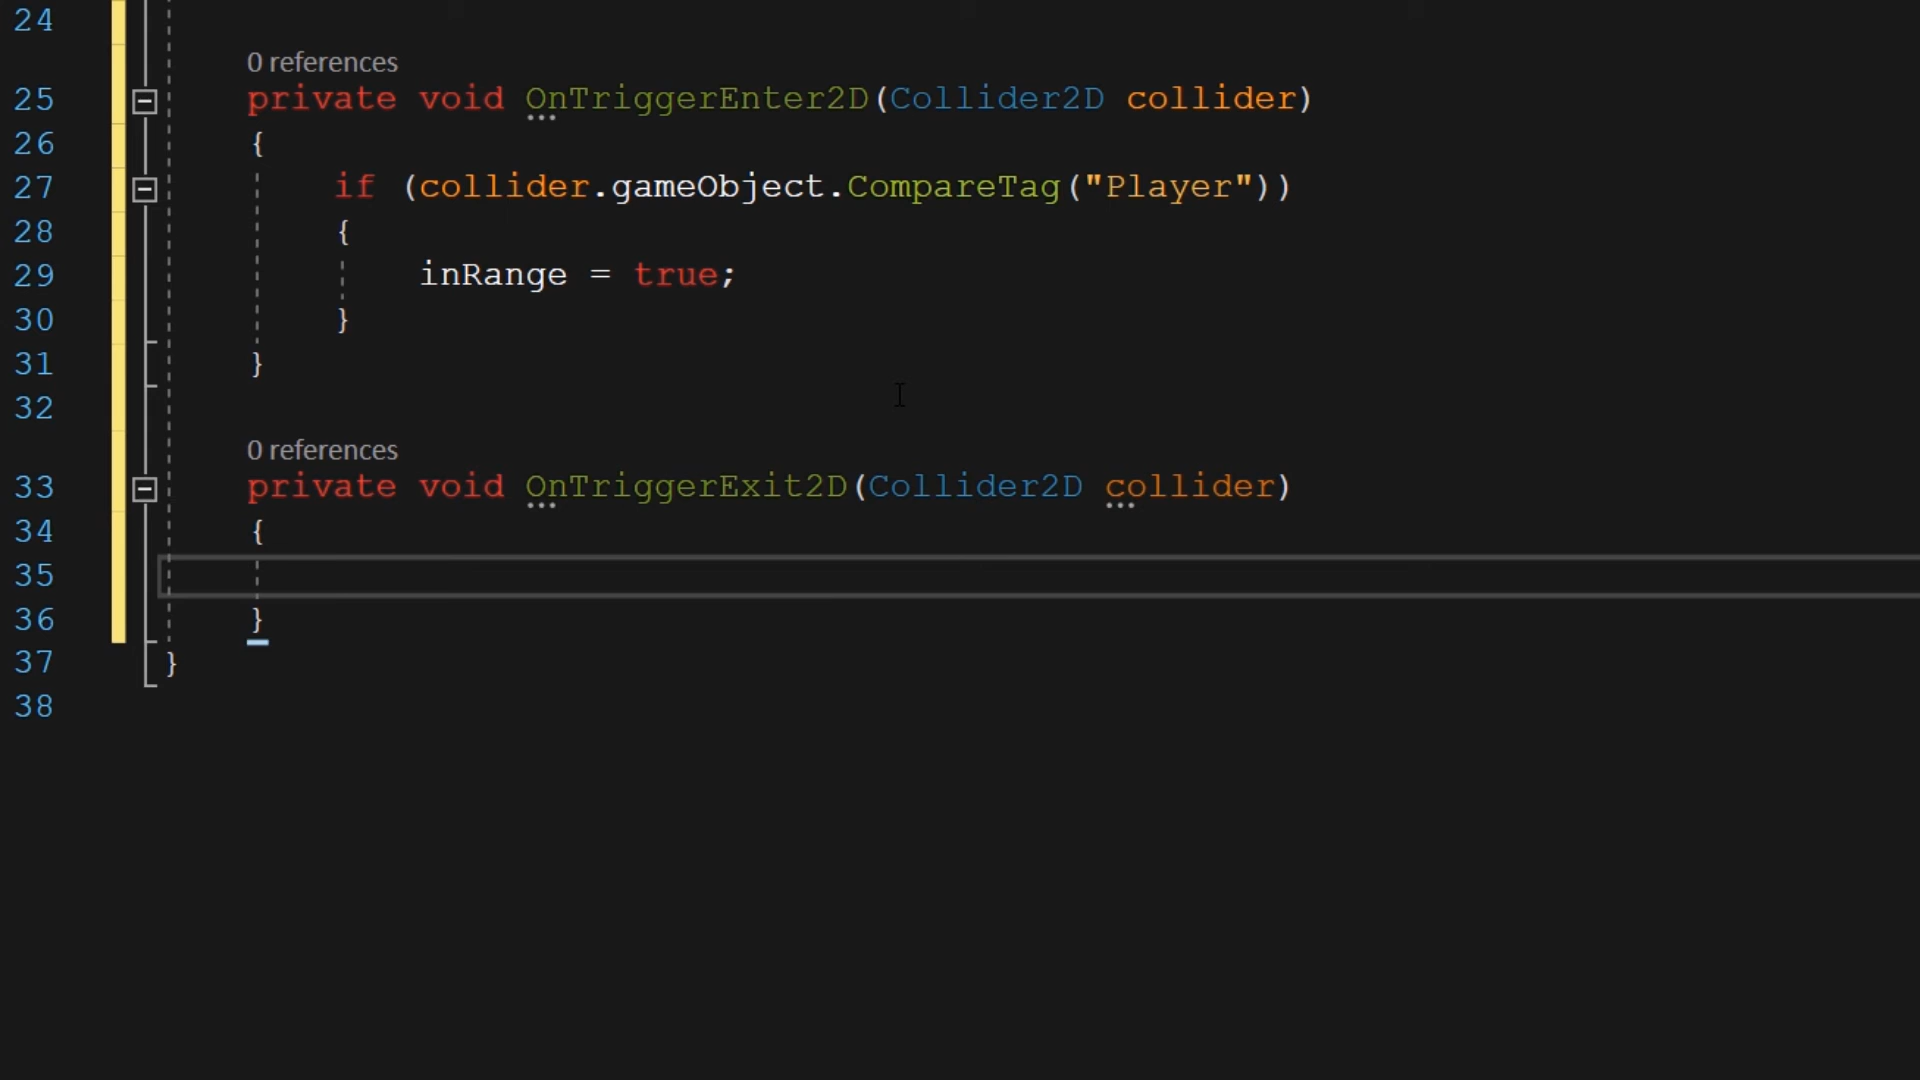 24
0 references
25 private void OnTriggerEnter2D(Collider2D collider)
26 {
27 if (collider.gameObject.CompareTag("Player"))
28 {
29 inRange = true;
30 }
31 }
32
0 references
33 private void OnTriggerExit2D(Collider2D collider)
34 {
35
36 }
37 }
38